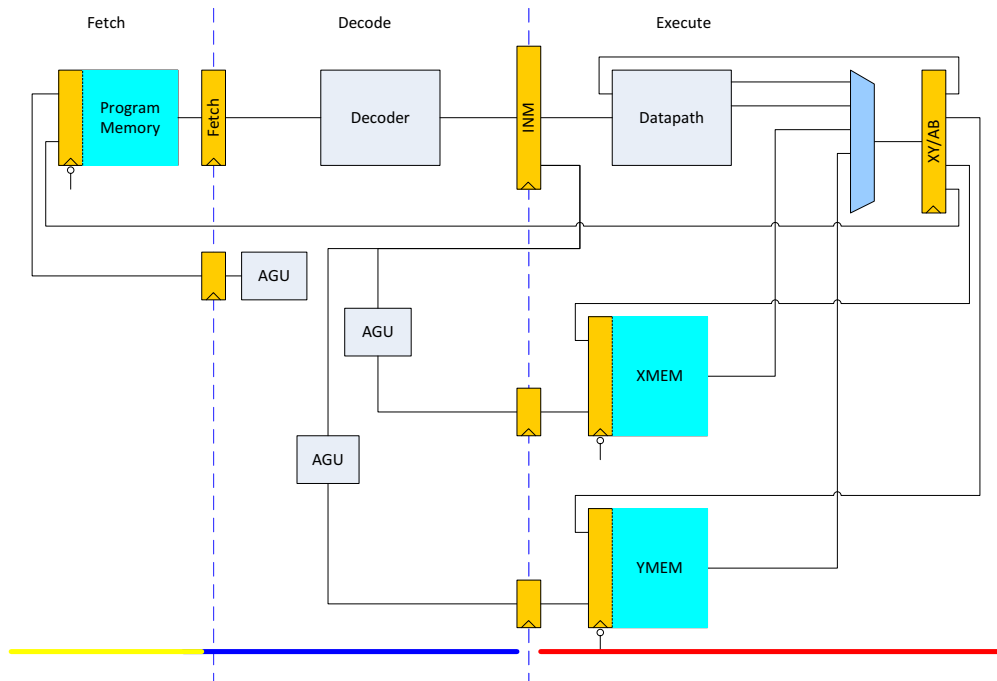 Fetch
Decode
Execute
Program
Memory
Fetch
Decoder
INM
Datapath
XY/AB
AGU
AGU
XMEM
AGU
YMEM